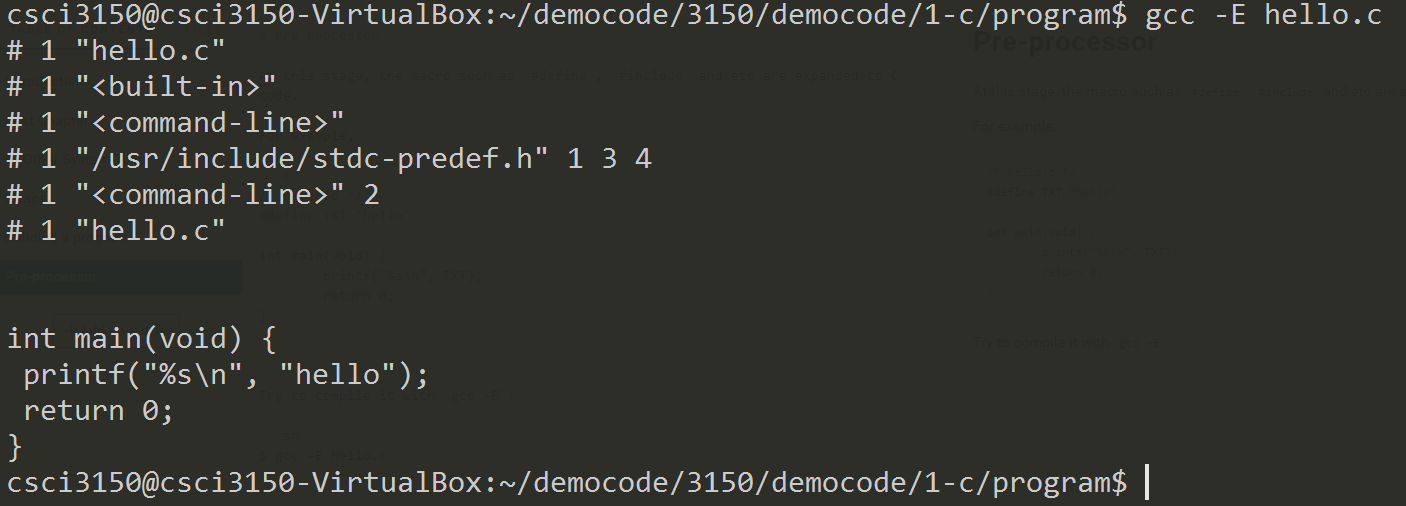 csci3150@csci3150-VirtualBox:~/democode/3150/democode/1-c/program$ gcc -E hello.c
# 1 "hello.c"
# 1 "<built-in>"
# 1 "<command-line>"
# 1 "/usr/include/stdc-predef.h" 1 3 4
# 1 "<command-line>" 2
# 1 "hello.c"
int main(void) {
 printf("%s\n", "hello");
 return 0;
}
csci3150@csci3150-VirtualBox:~/democode/3150/democode/1-c/program$
Pre-processor